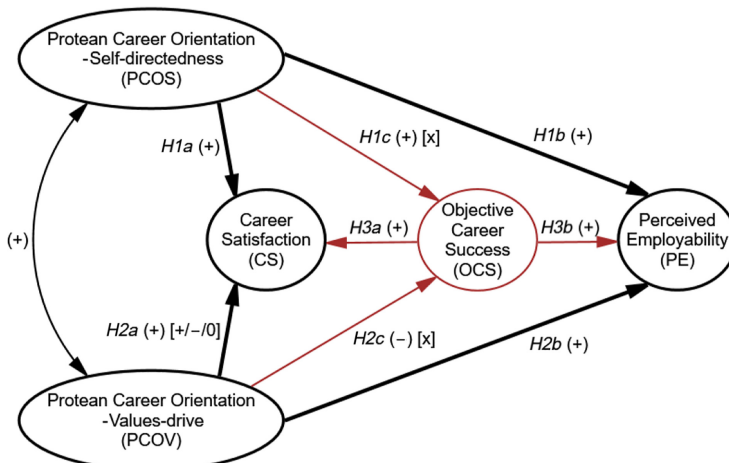 Protean Career Orientation
-Self-directedness
(PCOS)
H1a (+)
H1c (+) [x]
H1b (+)
(+)
Career
Satisfaction
(CS)
H3a (+)
Objective
Career
Success
(OCS)
H3b (+)
Perceived
Employability
(PE)
H2a (+) [+/−/0]
H2c (−) [x]
H2b (+)
Protean Career Orientation
-Values-drive
(PCOV)